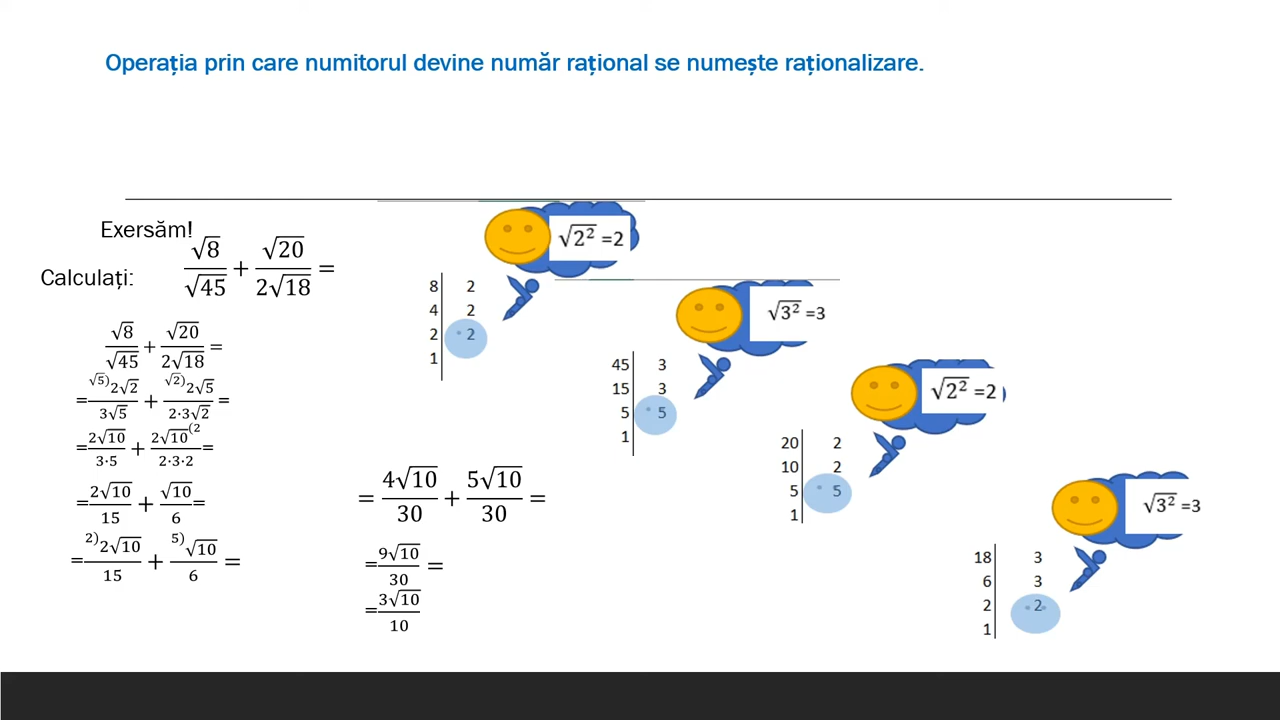 Operația prin care numitorul devine număr rațional se numește raționalizare.
Exersăm!
Calculați: √8/√45 + √20/2√18 =
√8/√45 + √20/2√18 =
= √5) 2√2/3√5 + √2) 2√5/2·3√2 =
= 2√10/3·5 + 2√10/2·3·2 (2 =
= 2√10/15 + √10/6 =
= 2) 2√10/15 + 5) √10/6 =
= 4√10/30 + 5√10/30 =
= 9√10/30 =
= 3√10/10
√2² =2
8 | 2
4 | 2
2 | 2
1 |
√3² =3
45 | 3
15 | 3
5 | 5
1 |
√2² =2
20 | 2
10 | 2
5 | 5
1 |
√3² =3
18 | 3
6 | 3
2 | 2
1 |